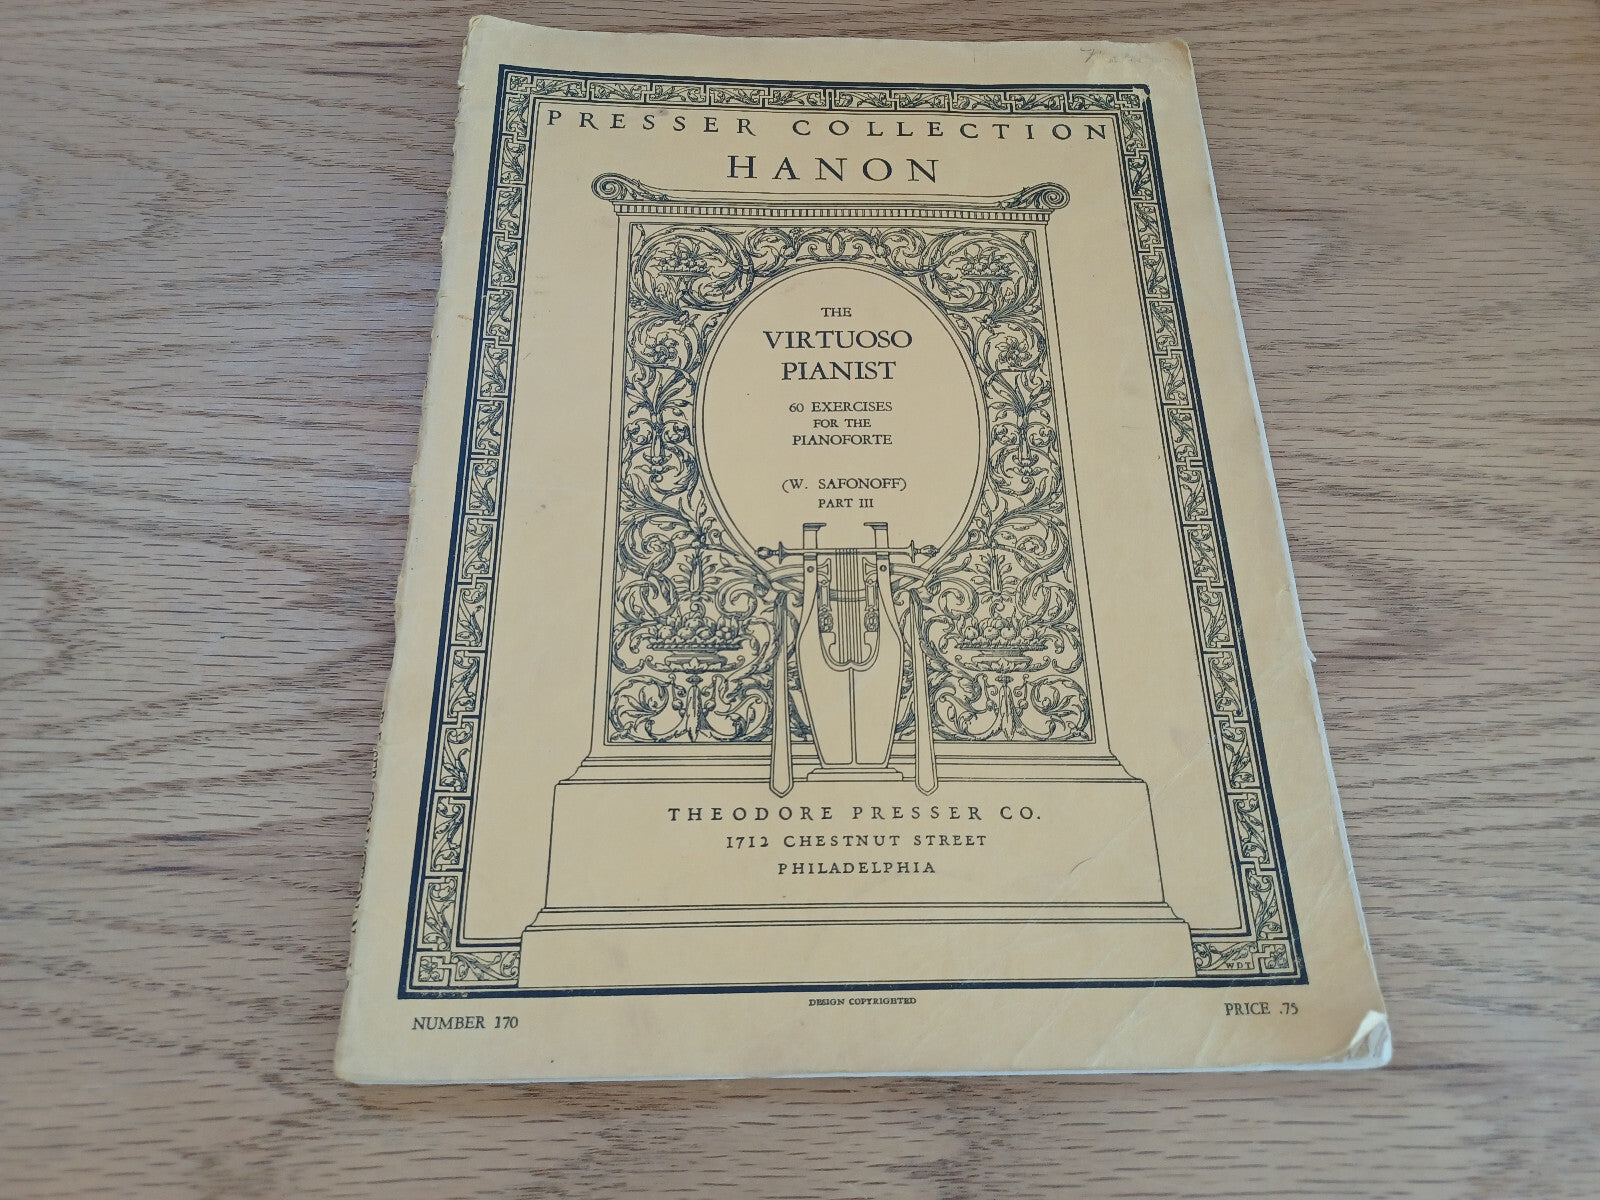 PRESSER COLLECTION
HANON
THE
VIRTUOSO
PIANIST
60 EXERCISES
FOR THE
PIANOFORTE
(W. SAFONOFF)
PART III
THEODORE PRESSER CO.
1712 CHESTNUT STREET
PHILADELPHIA
W D T
DESIGN COPYRIGHTED
NUMBER 170
PRICE .75